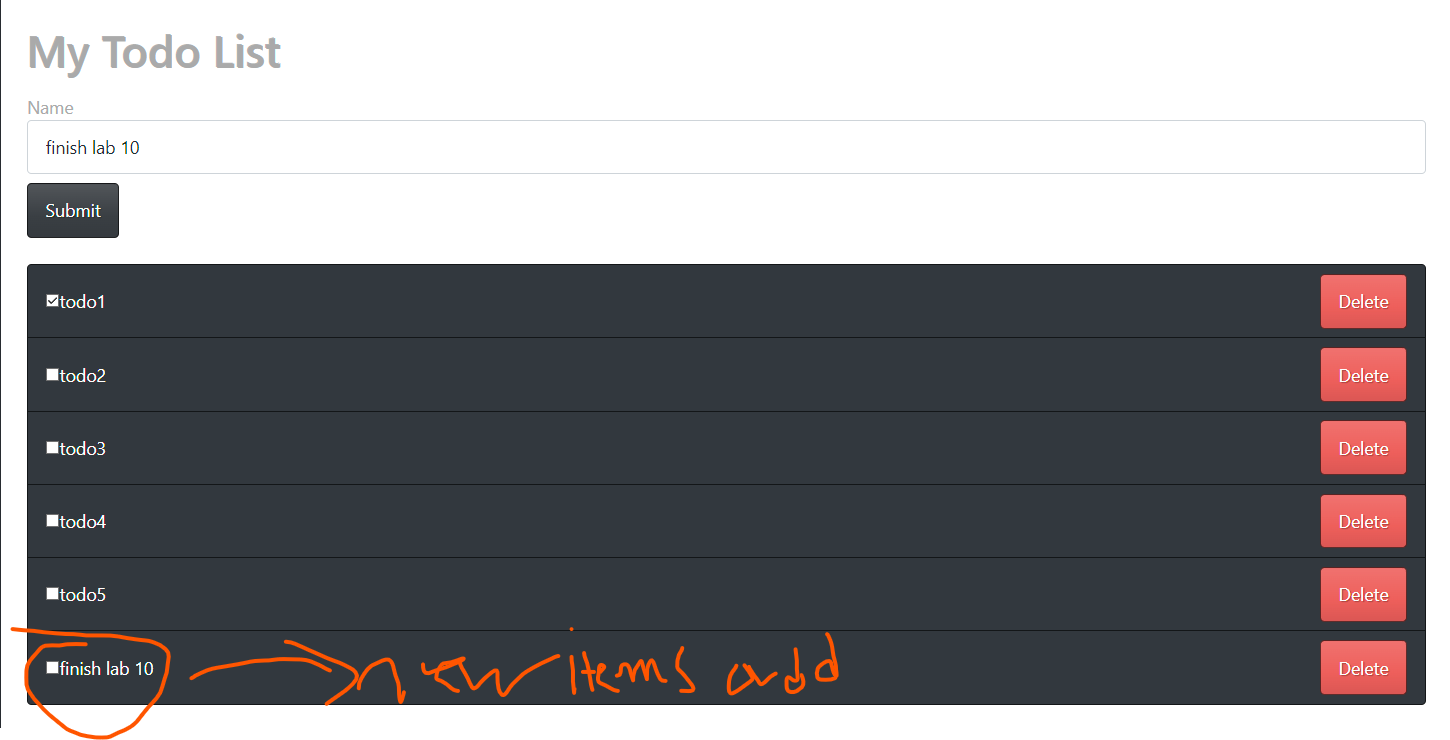 My Todo List
Name
finish lab 10
Submit
todo1 Delete
todo2 Delete
todo3 Delete
todo4 Delete
todo5 Delete
finish lab 10 new items add Delete